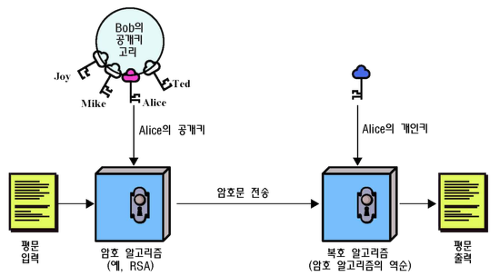 Bob의
공개키
고리
Joy
Mike
Alice
Ted
Alice의 공개키
Alice의 개인키
암호문 전송
평문
입력
암호 알고리즘
(예, RSA)
복호 알고리즘
(암호 알고리즘의 역순)
평문
출력